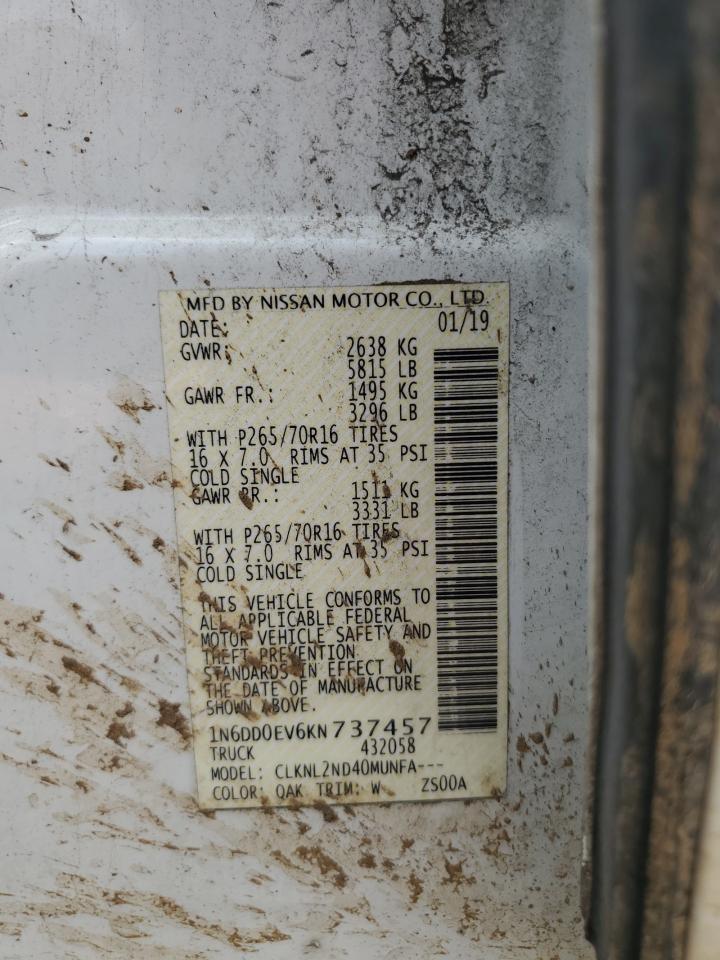 MFD BY NISSAN MOTOR CO., LTD.
DATE: 01/19
GVWR: 2638 KG
5815 LB
GAWR FR.: 1495 KG
3296 LB
WITH P265/70R16 TIRES
16 X 7.0 RIMS AT 35 PSI
COLD SINGLE
GAWR RR.: 1511 KG
3331 LB
WITH P265/70R16 TIRES
16 X 7.0 RIMS AT 35 PSI
COLD SINGLE
THIS VEHICLE CONFORMS TO
ALL APPLICABLE FEDERAL
MOTOR VEHICLE SAFETY AND
THEFT PREVENTION
STANDARDS IN EFFECT ON
THE DATE OF MANUFACTURE
SHOWN ABOVE.
1N6DD0EV6KN737457
TRUCK 432058
MODEL: CLKNL2ND40MUNFA---
COLOR: QAK TRIM: W ZS00A